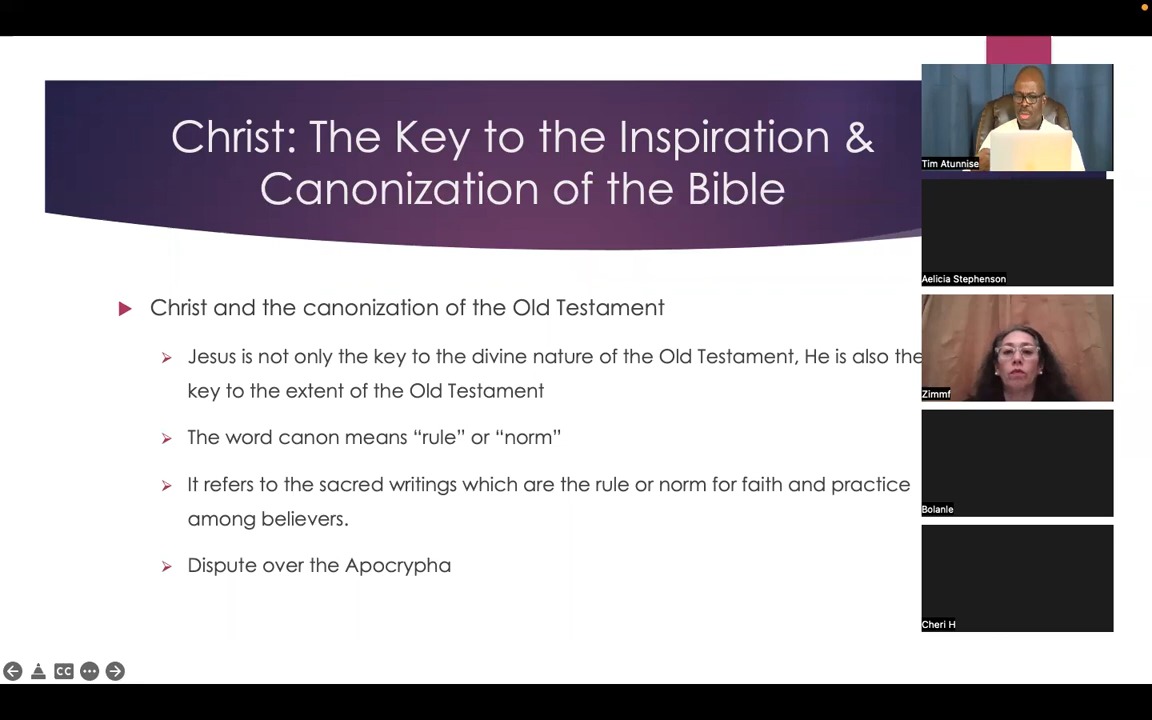 Christ: The Key to the Inspiration &
Canonization of the Bible
Christ and the canonization of the Old Testament
Jesus is not only the key to the divine nature of the Old Testament, He is also the
key to the extent of the Old Testament
The word canon means “rule” or “norm”
It refers to the sacred writings which are the rule or norm for faith and practice
among believers.
Dispute over the Apocrypha
Tim Atunnise
Aelicia Stephenson
Zimmf
Bolanle
Cheri H
CC